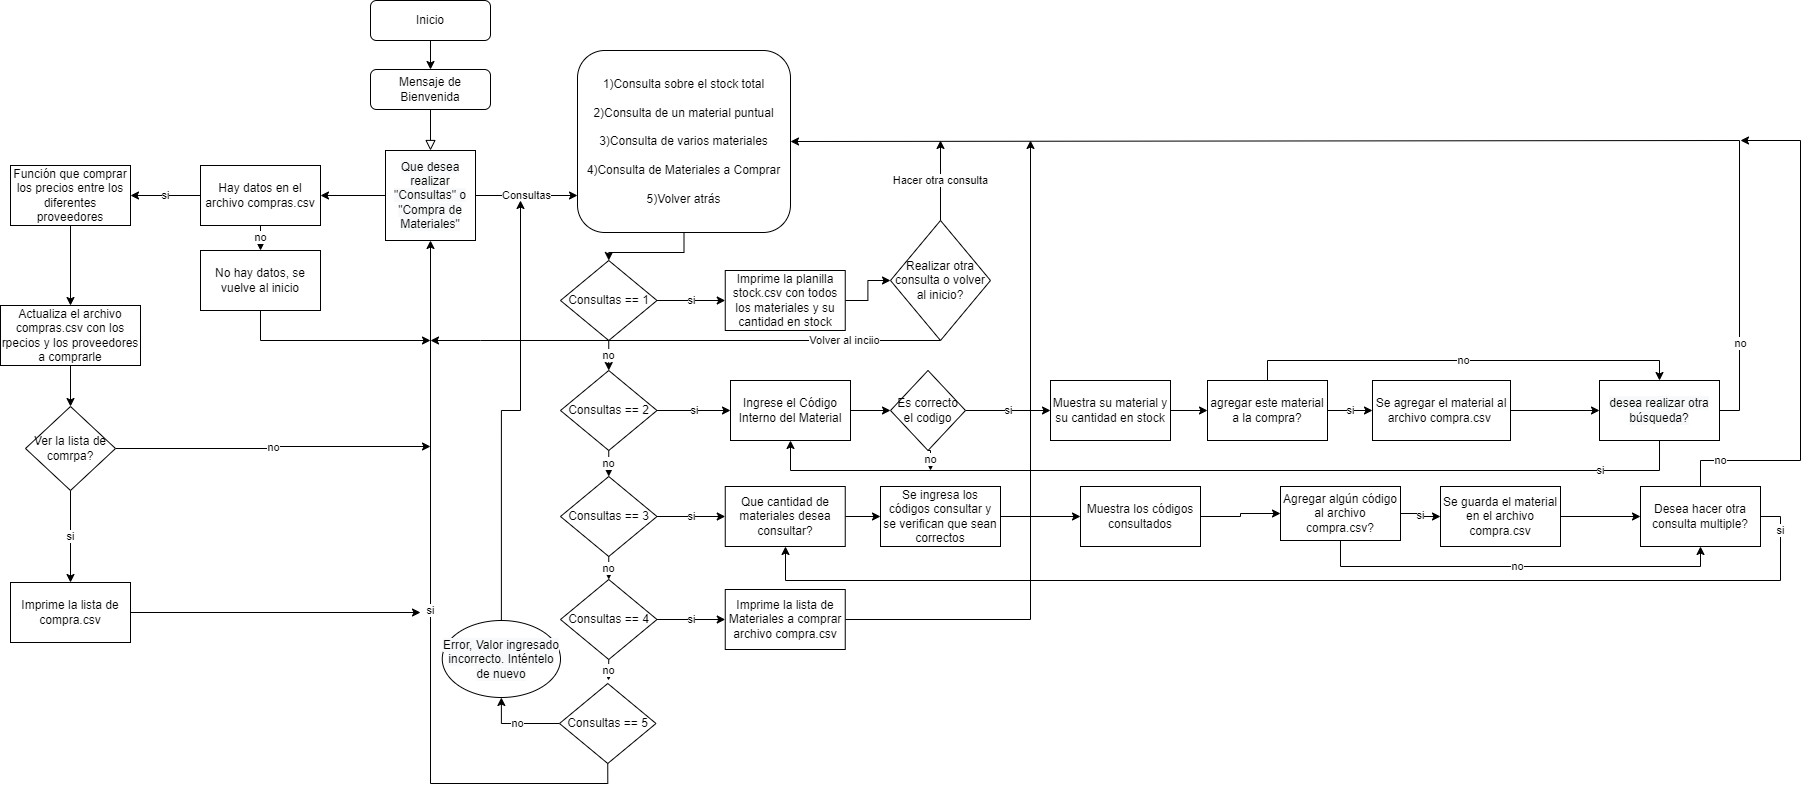 Inicio
Mensaje de
Bienvenida
1)Consulta sobre el stock total
2)Consulta de un material puntual
3)Consulta de varios materiales
4)Consulta de Materiales a Comprar
5)Volver atrás
Función que comprar
los precios entre los
diferentes
proveedores
si
Hay datos en el
archivo compras.csv
Que desea
realizar
"Consultas" o
"Compra de
Materiales"
Consultas
Hacer otra consulta
no
No hay datos, se
vuelve al inicio
Consultas == 1
si
Imprime la planilla
stock.csv con todos
los materiales y su
cantidad en stock
Realizar otra
consulta o volver
al inicio?
Actualiza el archivo
compras.csv con los
rpecios y los proveedores
a comprarle
Volver al inciio
no
no
no
Consultas == 2
si
Ingrese el Código
Interno del Material
Es correcto
el codigo
si
Muestra su material y
su cantidad en stock
agregar este material
a la compra?
si
Se agregar el material al
archivo compra.csv
desea realizar otra
búsqueda?
Ver la lista de
comrpa?
no
no
no
si
no
Consultas == 3
si
Que cantidad de
materiales desea
consultar?
Se ingresa los
códigos consultar y
se verifican que sean
correctos
Muestra los códigos
consultados
Agregar algún código
al archivo
compra.csv?
si
Se guarda el material
en el archivo
compra.csv
Desea hacer otra
consulta multiple?
si
si
no
no
Imprime la lista de
compra.csv
si
Consultas == 4
si
Imprime la lista de
Materiales a comprar
archivo compra.csv
Error, Valor ingresado
incorrecto. Inténtelo
de nuevo
no
no
Consultas == 5